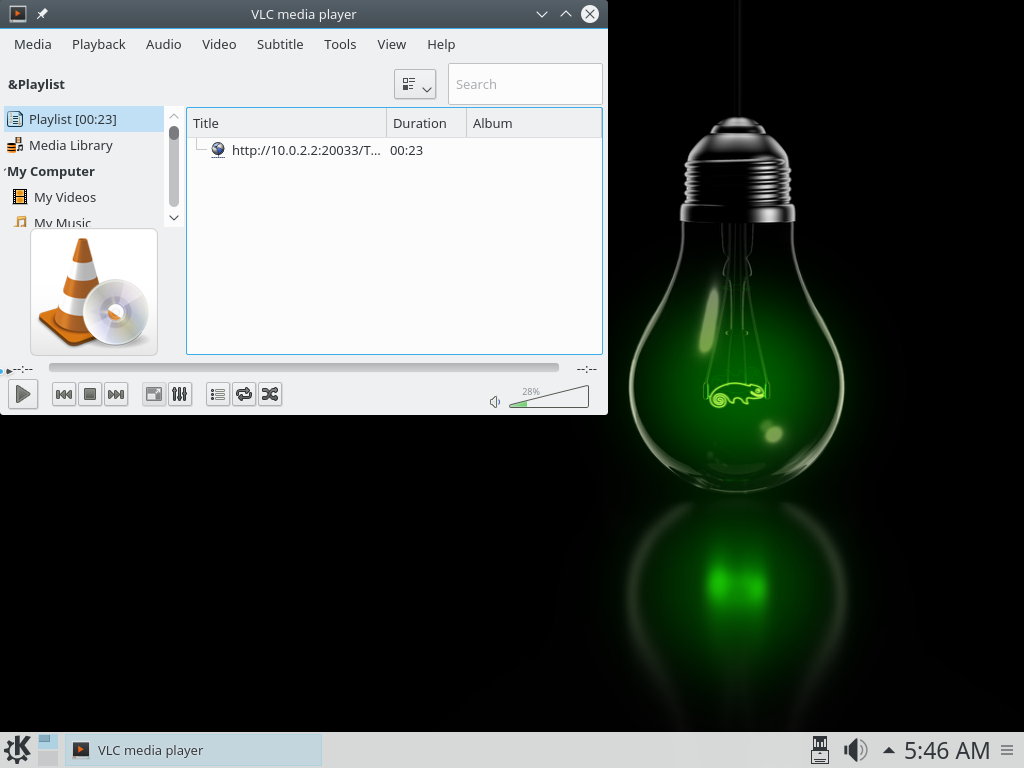 VLC media player
Media Playback Audio Video Subtitle Tools View Help
&Playlist
Search
Playlist [00:23]
Media Library
My Computer
My Videos
My Music
Title Duration Album
http://10.0.2.2:20033/T... 00:23
--:-- --:--
28%
VLC media player
5:46 AM